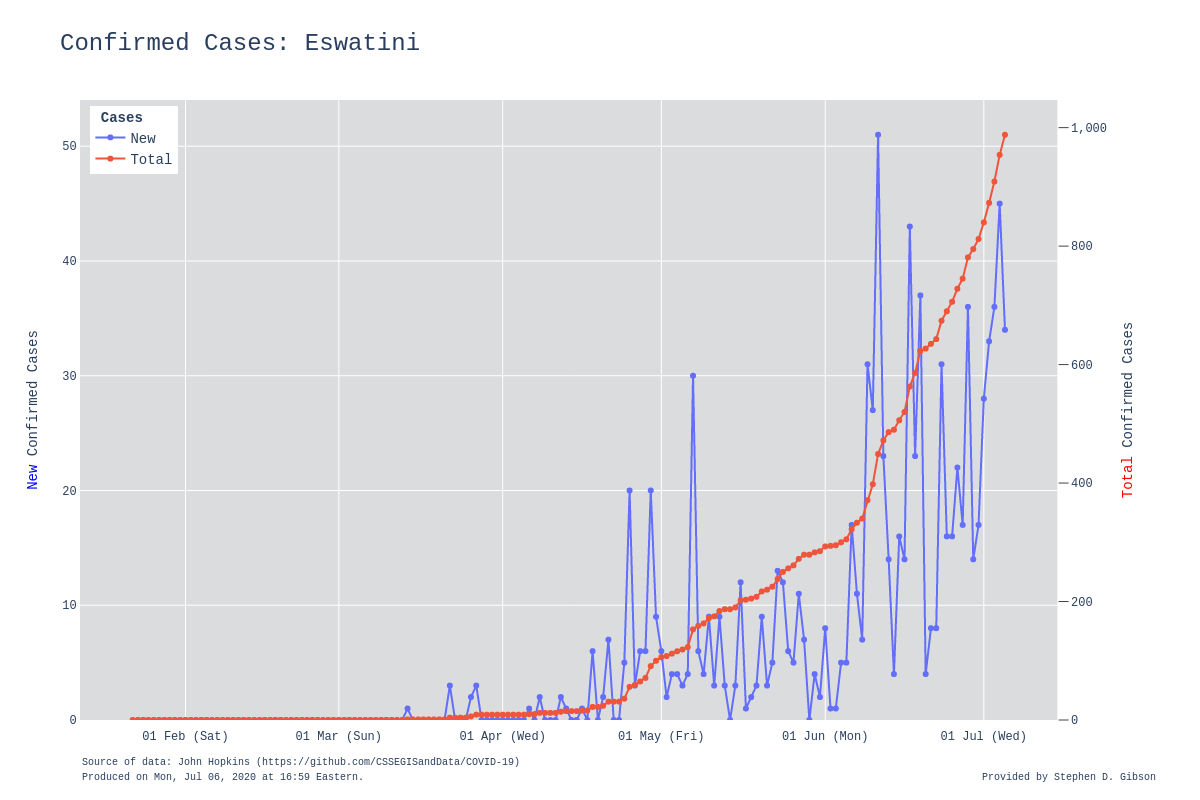 Confirmed Cases: Eswatini
Cases
New
Total
50
40
30
20
10
0
1,000
800
600
400
200
0
New Confirmed Cases
Total Confirmed Cases
01 Feb (Sat)
01 Mar (Sun)
01 Apr (Wed)
01 May (Fri)
01 Jun (Mon)
01 Jul (Wed)
Source of data: John Hopkins (https://github.com/CSSEGISandData/COVID-19)
Produced on Mon, Jul 06, 2020 at 16:59 Eastern.
Provided by Stephen D. Gibson